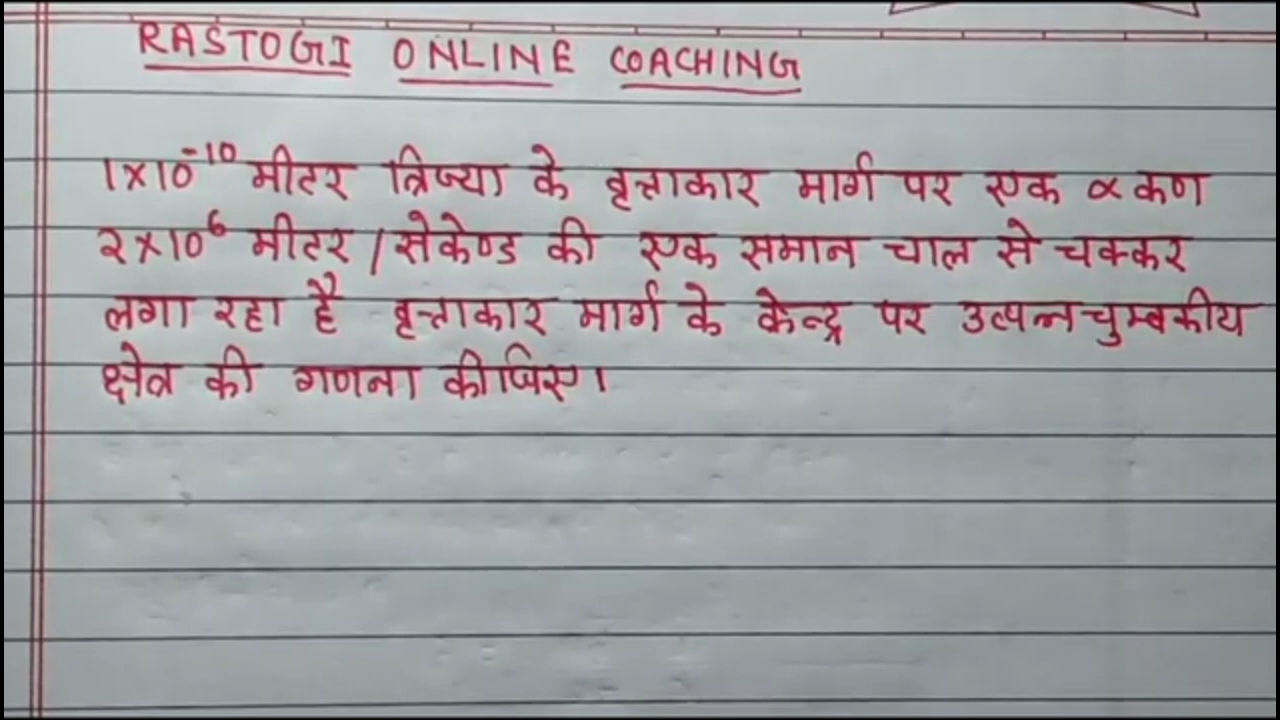 RASTOGI ONLINE COACHING
1×10⁻¹⁰ मीटर त्रिज्या के वृत्ताकार मार्ग पर एक α कण
२×10⁶ मीटर/सेकेण्ड की एक समान चाल से चक्कर
लगा रहा है वृत्ताकार मार्ग के केन्द्र पर उत्पन्न चुम्बकीय
क्षेत्र की गणना कीजिए।